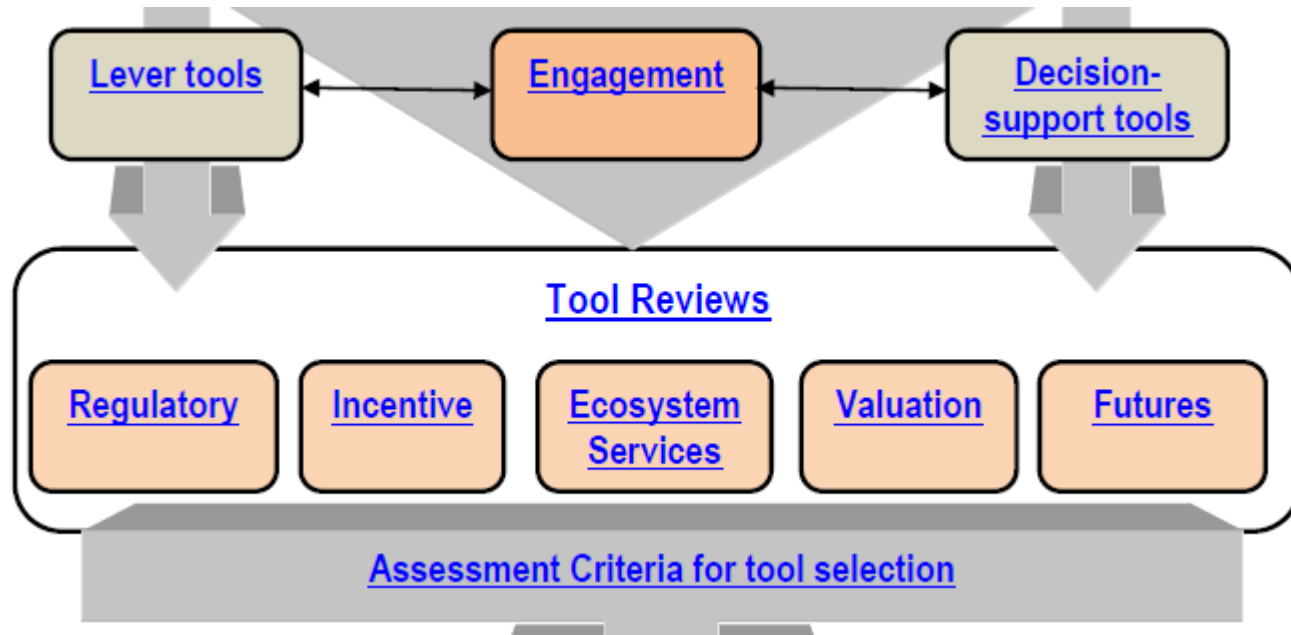 Lever tools
Engagement
Decision-
support tools
Tool Reviews
Regulatory
Incentive
Ecosystem
Services
Valuation
Futures
Assessment Criteria for tool selection